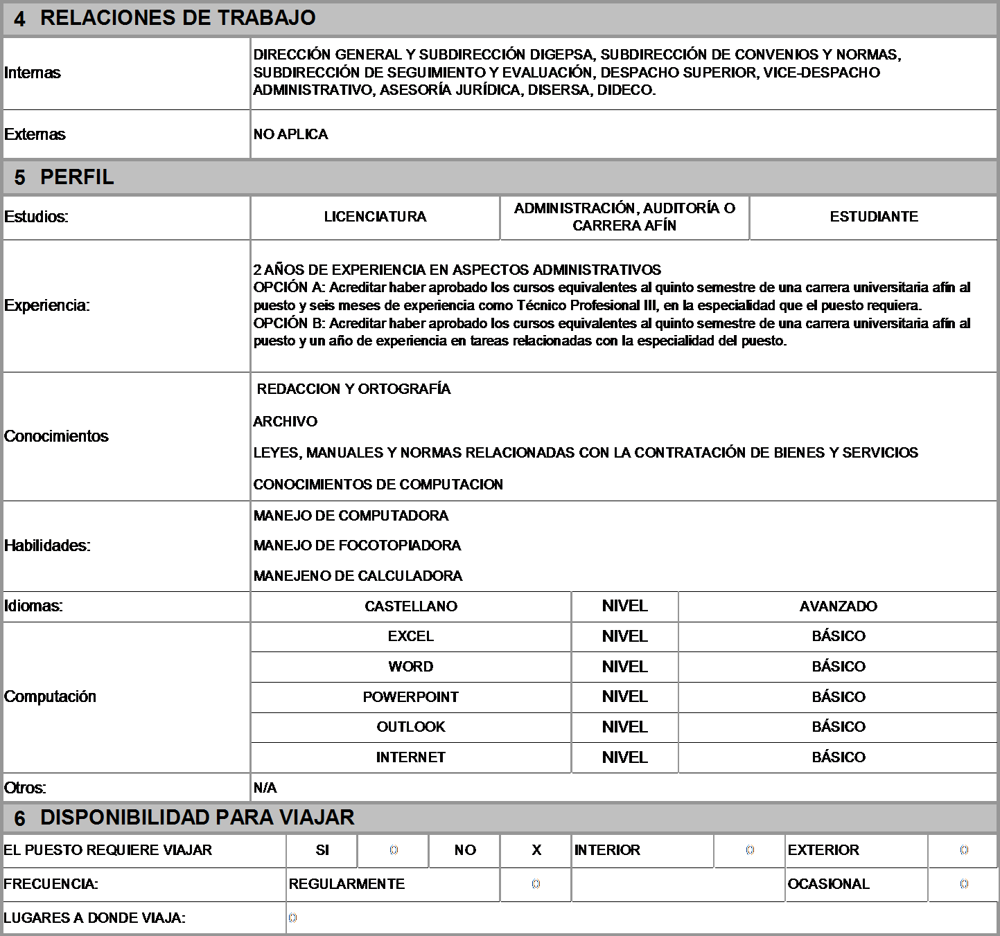 4 RELACIONES DE TRABAJO
Internas
DIRECCIÓN GENERAL Y SUBDIRECCIÓN DIGEPSA, SUBDIRECCIÓN DE CONVENIOS Y NORMAS,
SUBDIRECCIÓN DE SEGUIMIENTO Y EVALUACIÓN, DESPACHO SUPERIOR, VICE-DESPACHO
ADMINISTRATIVO, ASESORÍA JURÍDICA, DISERSA, DIDECO.
Externas NO APLICA
5 PERFIL
Estudios: LICENCIATURA ADMINISTRACIÓN, AUDITORÍA O ESTUDIANTE
CARRERA AFÍN
Experiencia:
2 AÑOS DE EXPERIENCIA EN ASPECTOS ADMINISTRATIVOS
OPCIÓN A: Acreditar haber aprobado los cursos equivalentes al quinto semestre de una carrera universitaria afín al
puesto y seis meses de experiencia como Técnico Profesional III, en la especialidad que el puesto requiera.
OPCIÓN B: Acreditar haber aprobado los cursos equivalentes al quinto semestre de una carrera universitaria afín al
puesto y un año de experiencia en tareas relacionadas con la especialidad del puesto.
Conocimientos
REDACCION Y ORTOGRAFÍA
ARCHIVO
LEYES, MANUALES Y NORMAS RELACIONADAS CON LA CONTRATACIÓN DE BIENES Y SERVICIOS
CONOCIMIENTOS DE COMPUTACION
Habilidades:
MANEJO DE COMPUTADORA
MANEJO DE FOCOTOPIADORA
MANEJENO DE CALCULADORA
Idiomas: CASTELLANO NIVEL AVANZADO
Computación
EXCEL NIVEL BÁSICO
WORD NIVEL BÁSICO
POWERPOINT NIVEL BÁSICO
OUTLOOK NIVEL BÁSICO
INTERNET NIVEL BÁSICO
Otros: N/A
6 DISPONIBILIDAD PARA VIAJAR
EL PUESTO REQUIERE VIAJAR SI 0 NO X INTERIOR 0 EXTERIOR 0
FRECUENCIA: REGULARMENTE 0 OCASIONAL 0
LUGARES A DONDE VIAJA: 0